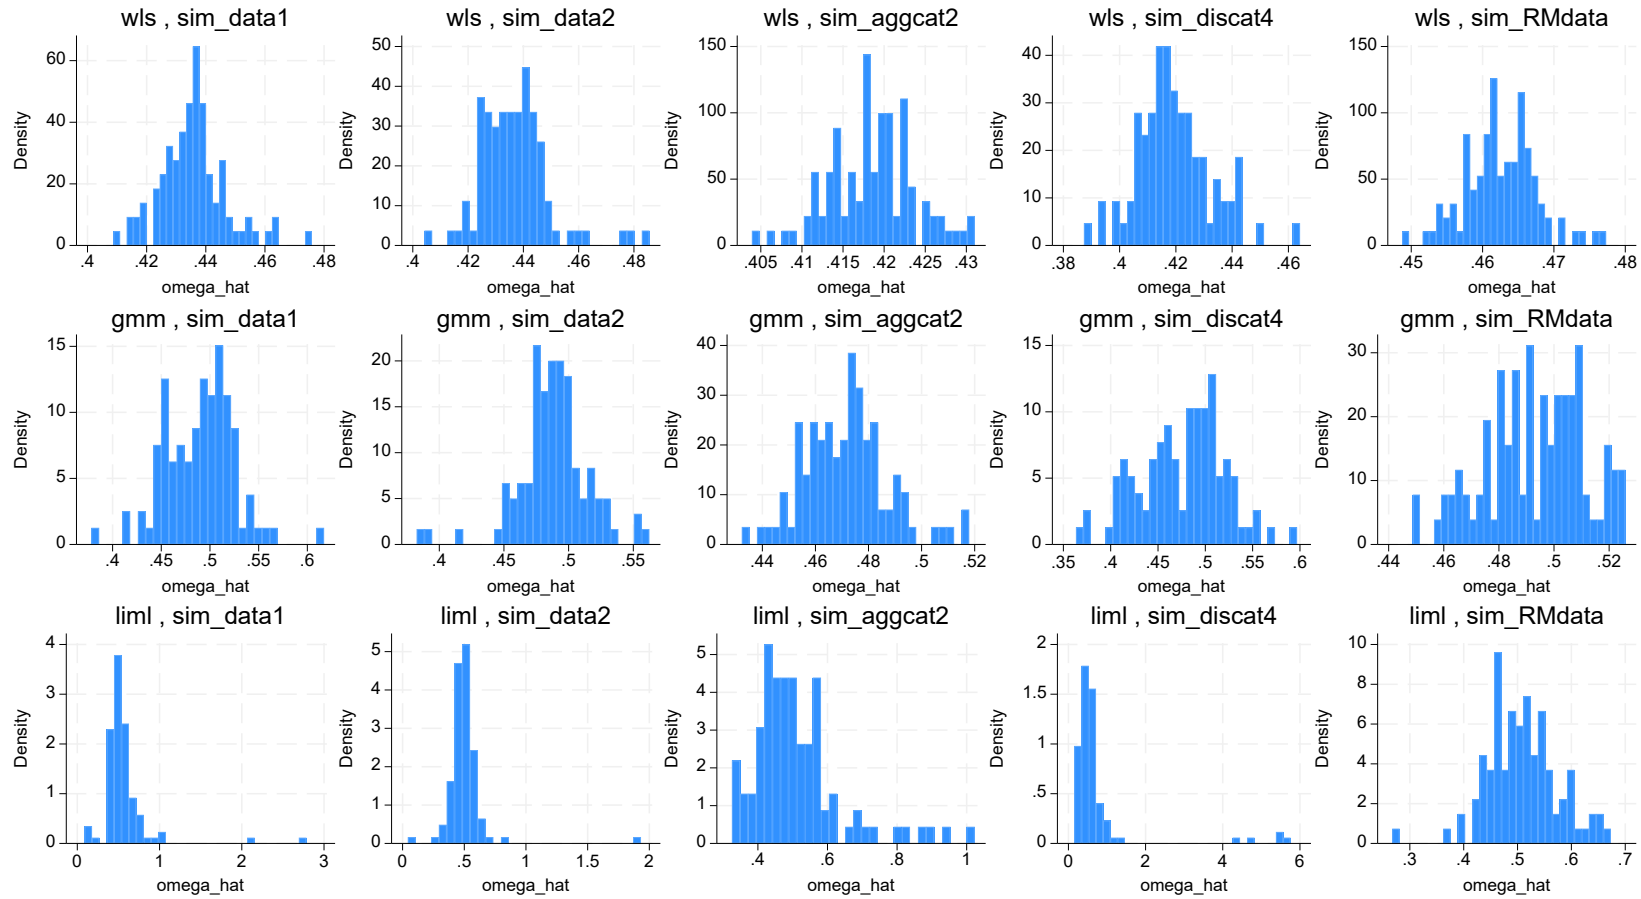 wls , sim_data1
Density
0
20
40
60
.4 .42 .44 .46 .48
omega_hat
wls , sim_data2
Density
0
10
20
30
40
50
.4 .42 .44 .46 .48
omega_hat
wls , sim_aggcat2
Density
0
50
100
150
.405 .41 .415 .42 .425 .43
omega_hat
wls , sim_discat4
Density
0
10
20
30
40
.38 .4 .42 .44 .46
omega_hat
wls , sim_RMdata
Density
0
50
100
150
.45 .46 .47 .48
omega_hat
gmm , sim_data1
Density
0
5
10
15
.4 .45 .5 .55 .6
omega_hat
gmm , sim_data2
Density
0
5
10
15
20
.45 .5 .55
omega_hat
gmm , sim_aggcat2
Density
0
10
20
30
40
.44 .46 .48 .5 .52
omega_hat
gmm , sim_discat4
Density
0
5
10
15
.35 .4 .45 .5 .55 .6
omega_hat
gmm , sim_RMdata
Density
0
10
20
30
.44 .46 .48 .5 .52
omega_hat
liml , sim_data1
Density
0
1
2
3
4
0 1 2 3
omega_hat
liml , sim_data2
Density
0
1
2
3
4
5
0 .5 1 1.5 2
omega_hat
liml , sim_aggcat2
Density
0
1
2
3
4
5
.4 .6 .8 1
omega_hat
liml , sim_discat4
Density
0
.5
1
1.5
2
0 2 4 6
omega_hat
liml , sim_RMdata
Density
0
2
4
6
8
10
.3 .4 .5 .6 .7
omega_hat